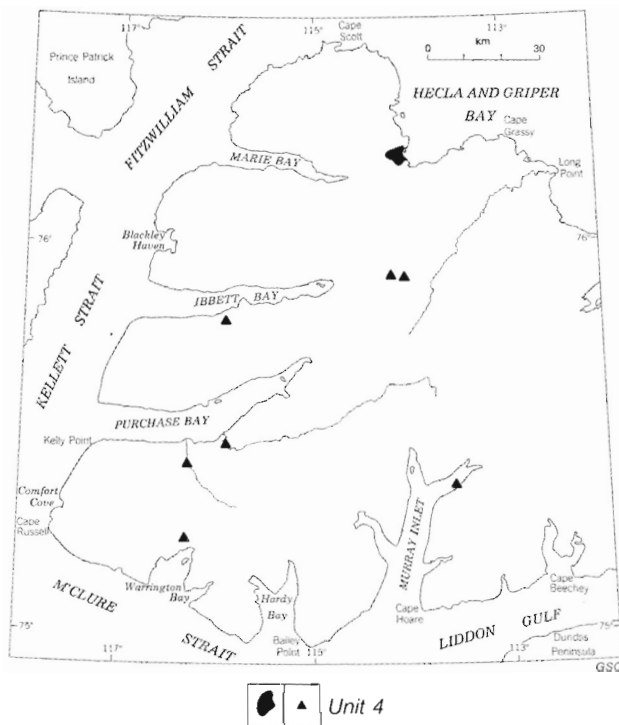 117°
115°
113°
Cape Scott
0 km 30
Prince Patrick Island
FITZWILLIAM STRAIT
HECLA AND GRIPER BAY
Cape Grassy
MARIE BAY
Long Point
76°
Blachley Haven
76°
IBBETT BAY
KELLETT STRAIT
PURCHASE BAY
Kelly Point
Comfort Cove
Cape Russell
MURRAY INLET
M'CLURE STRAIT
Warrington Bay
Hardy Bay
Cape Hoare
Cape Beechey
75°
Bailey Point
LIDDON GULF
75°
117°
115°
113°
Dundas Peninsula
GSC
Unit 4